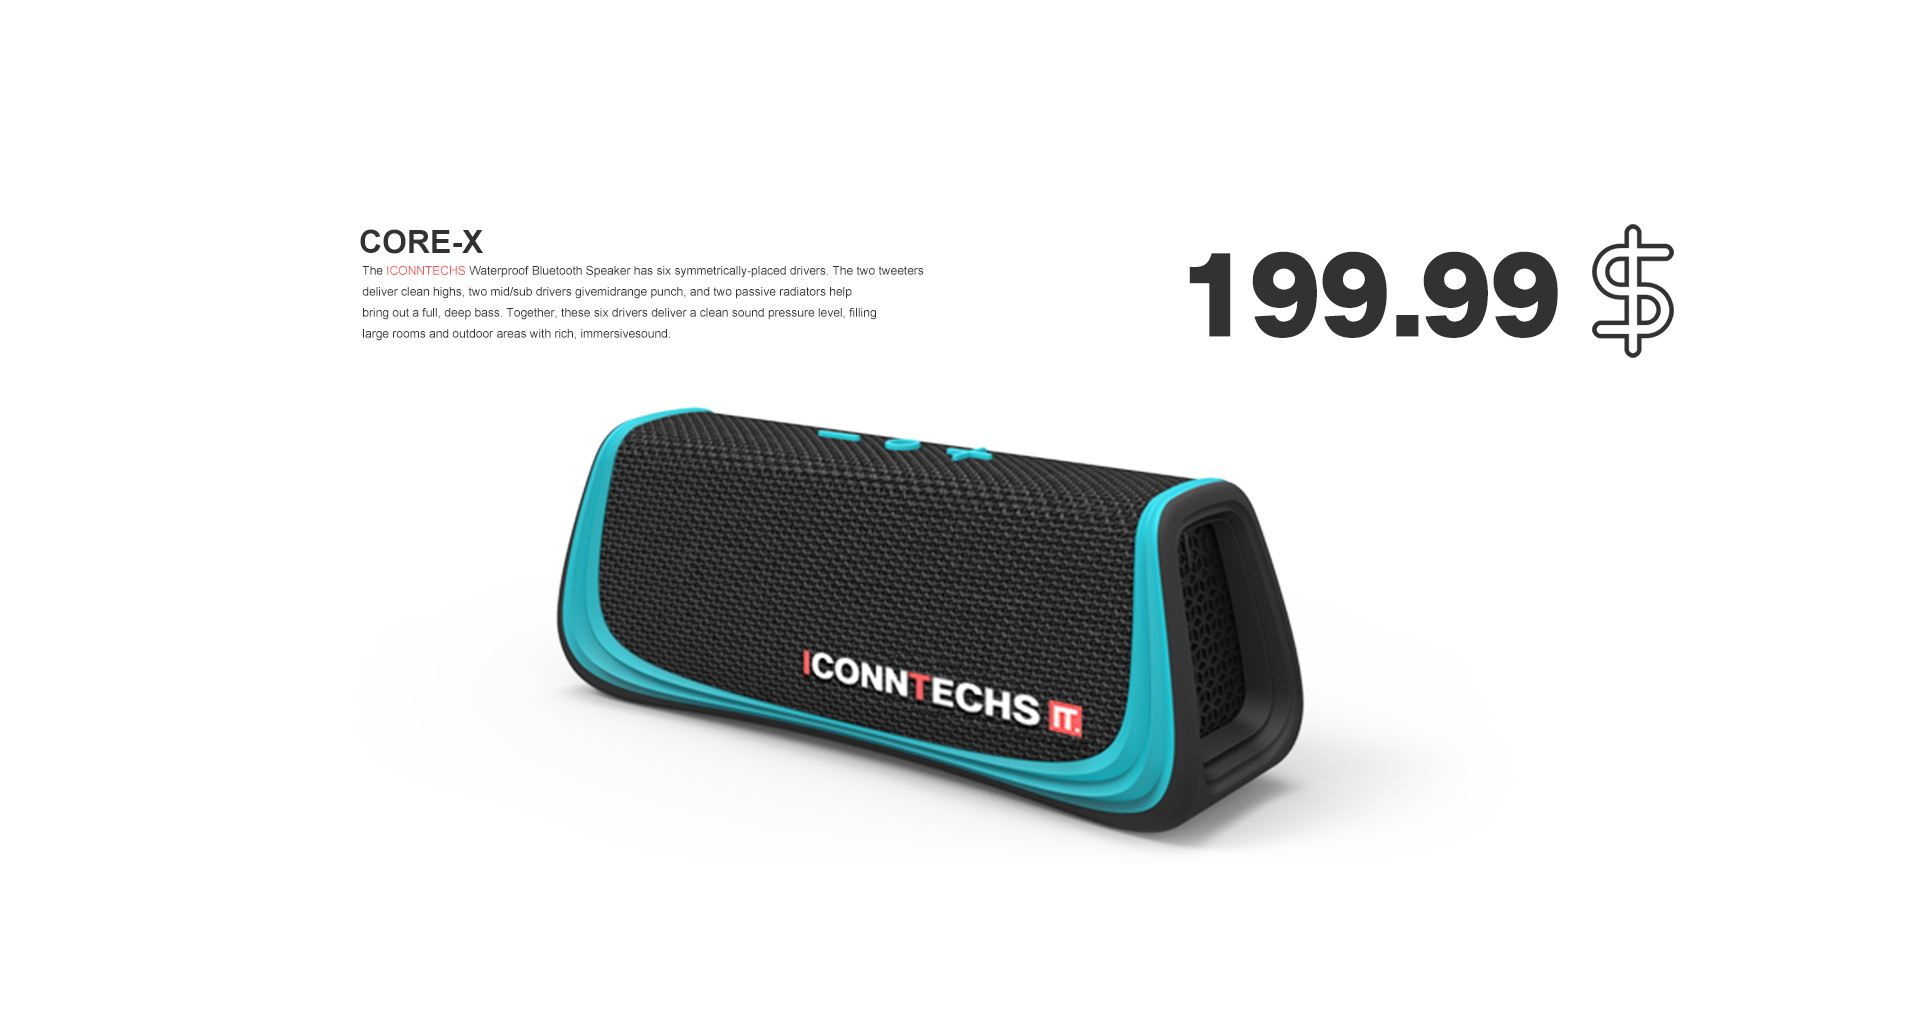 CORE-X
The ICONNTECHS Waterproof Bluetooth Speaker has six symmetrically-placed drivers. The two tweeters
deliver clean highs, two mid/sub drivers givemidrange punch, and two passive radiators help
bring out a full, deep bass. Together, these six drivers deliver a clean sound pressure level, filling
large rooms and outdoor areas with rich, immersivesound.
199.99 $
ICONNTECHS IT.